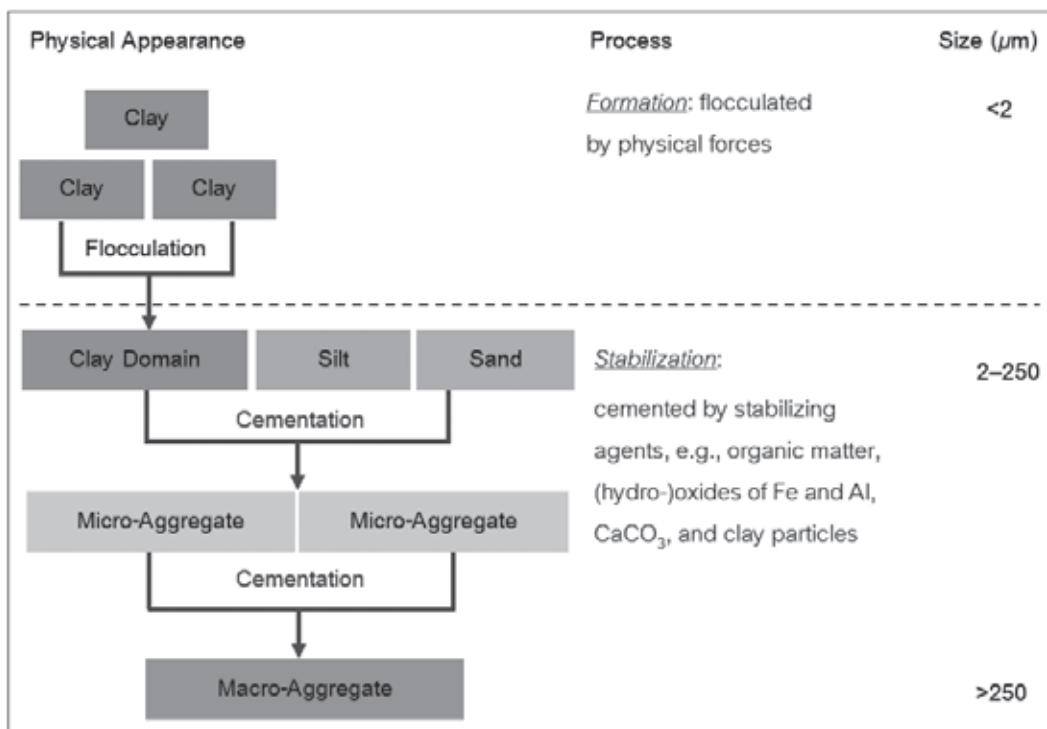 Physical Appearance Process Size (µm)
Clay Formation: flocculated <2
by physical forces
Clay Clay
Flocculation
Clay Domain Silt Sand Stabilization: 2–250
cemented by stabilizing
Cementation
agents, e.g., organic matter,
(hydro-)oxides of Fe and Al,
Micro-Aggregate Micro-Aggregate
CaCO₃, and clay particles
Cementation
Macro-Aggregate >250